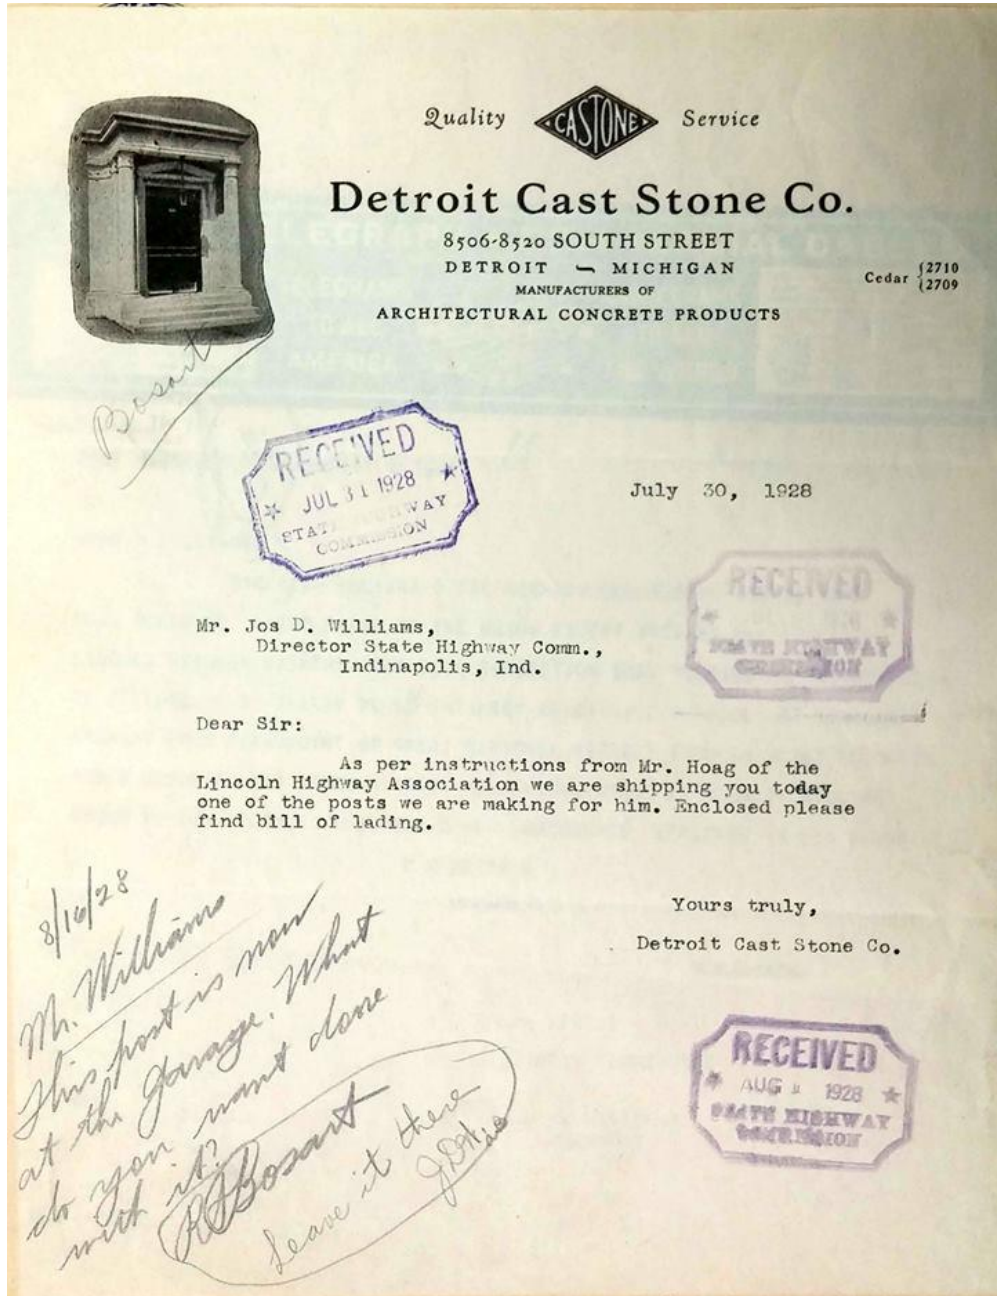 Quality CASTONE Service
Detroit Cast Stone Co.
8506-8520 SOUTH STREET
DETROIT MICHIGAN
MANUFACTURERS OF
ARCHITECTURAL CONCRETE PRODUCTS
Cedar {2710
{2709
Bosart
RECEIVED
JUL 31 1928
STATE HIGHWAY
COMMISSION
July 30, 1928
RECEIVED
STATE HIGHWAY
COMMISSION
Mr. Jos D. Williams,
Director State Highway Comm.,
Indinapolis, Ind.
Dear Sir:
As per instructions from Mr. Hoag of the
Lincoln Highway Association we are shipping you today
one of the posts we are making for him. Enclosed please
find bill of lading.
Yours truly,
Detroit Cast Stone Co.
8/16/28
Mr. Williams
This post is now
at the garage. What
do you want done
with it?
RJBosart
Leave it there
RECEIVED
AUG 1928
STATE HIGHWAY
COMMISSION